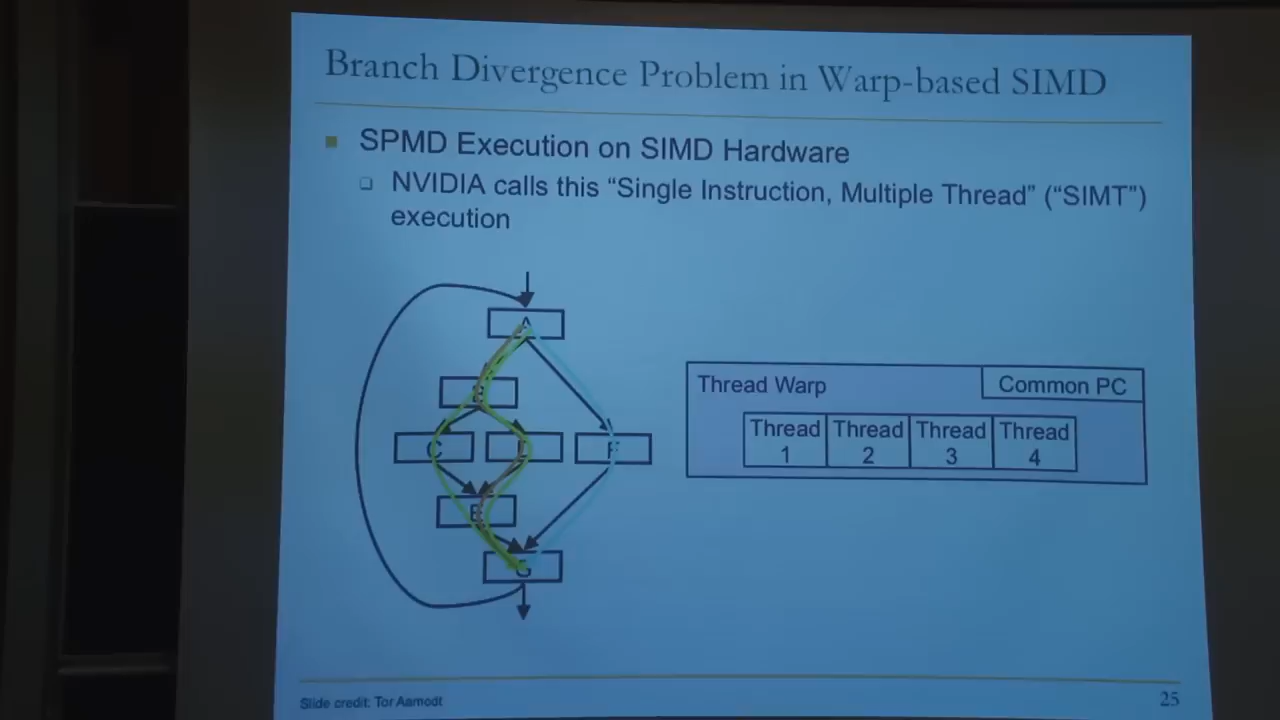 Branch Divergence Problem in Warp-based SIMD
SPMD Execution on SIMD Hardware
NVIDIA calls this “Single Instruction, Multiple Thread” (“SIMT”)
execution
A
B
C
F
E
G
Thread Warp
Common PC
Thread Thread Thread Thread
1 2 3 4
Slide credit: Tor Aamodt
25